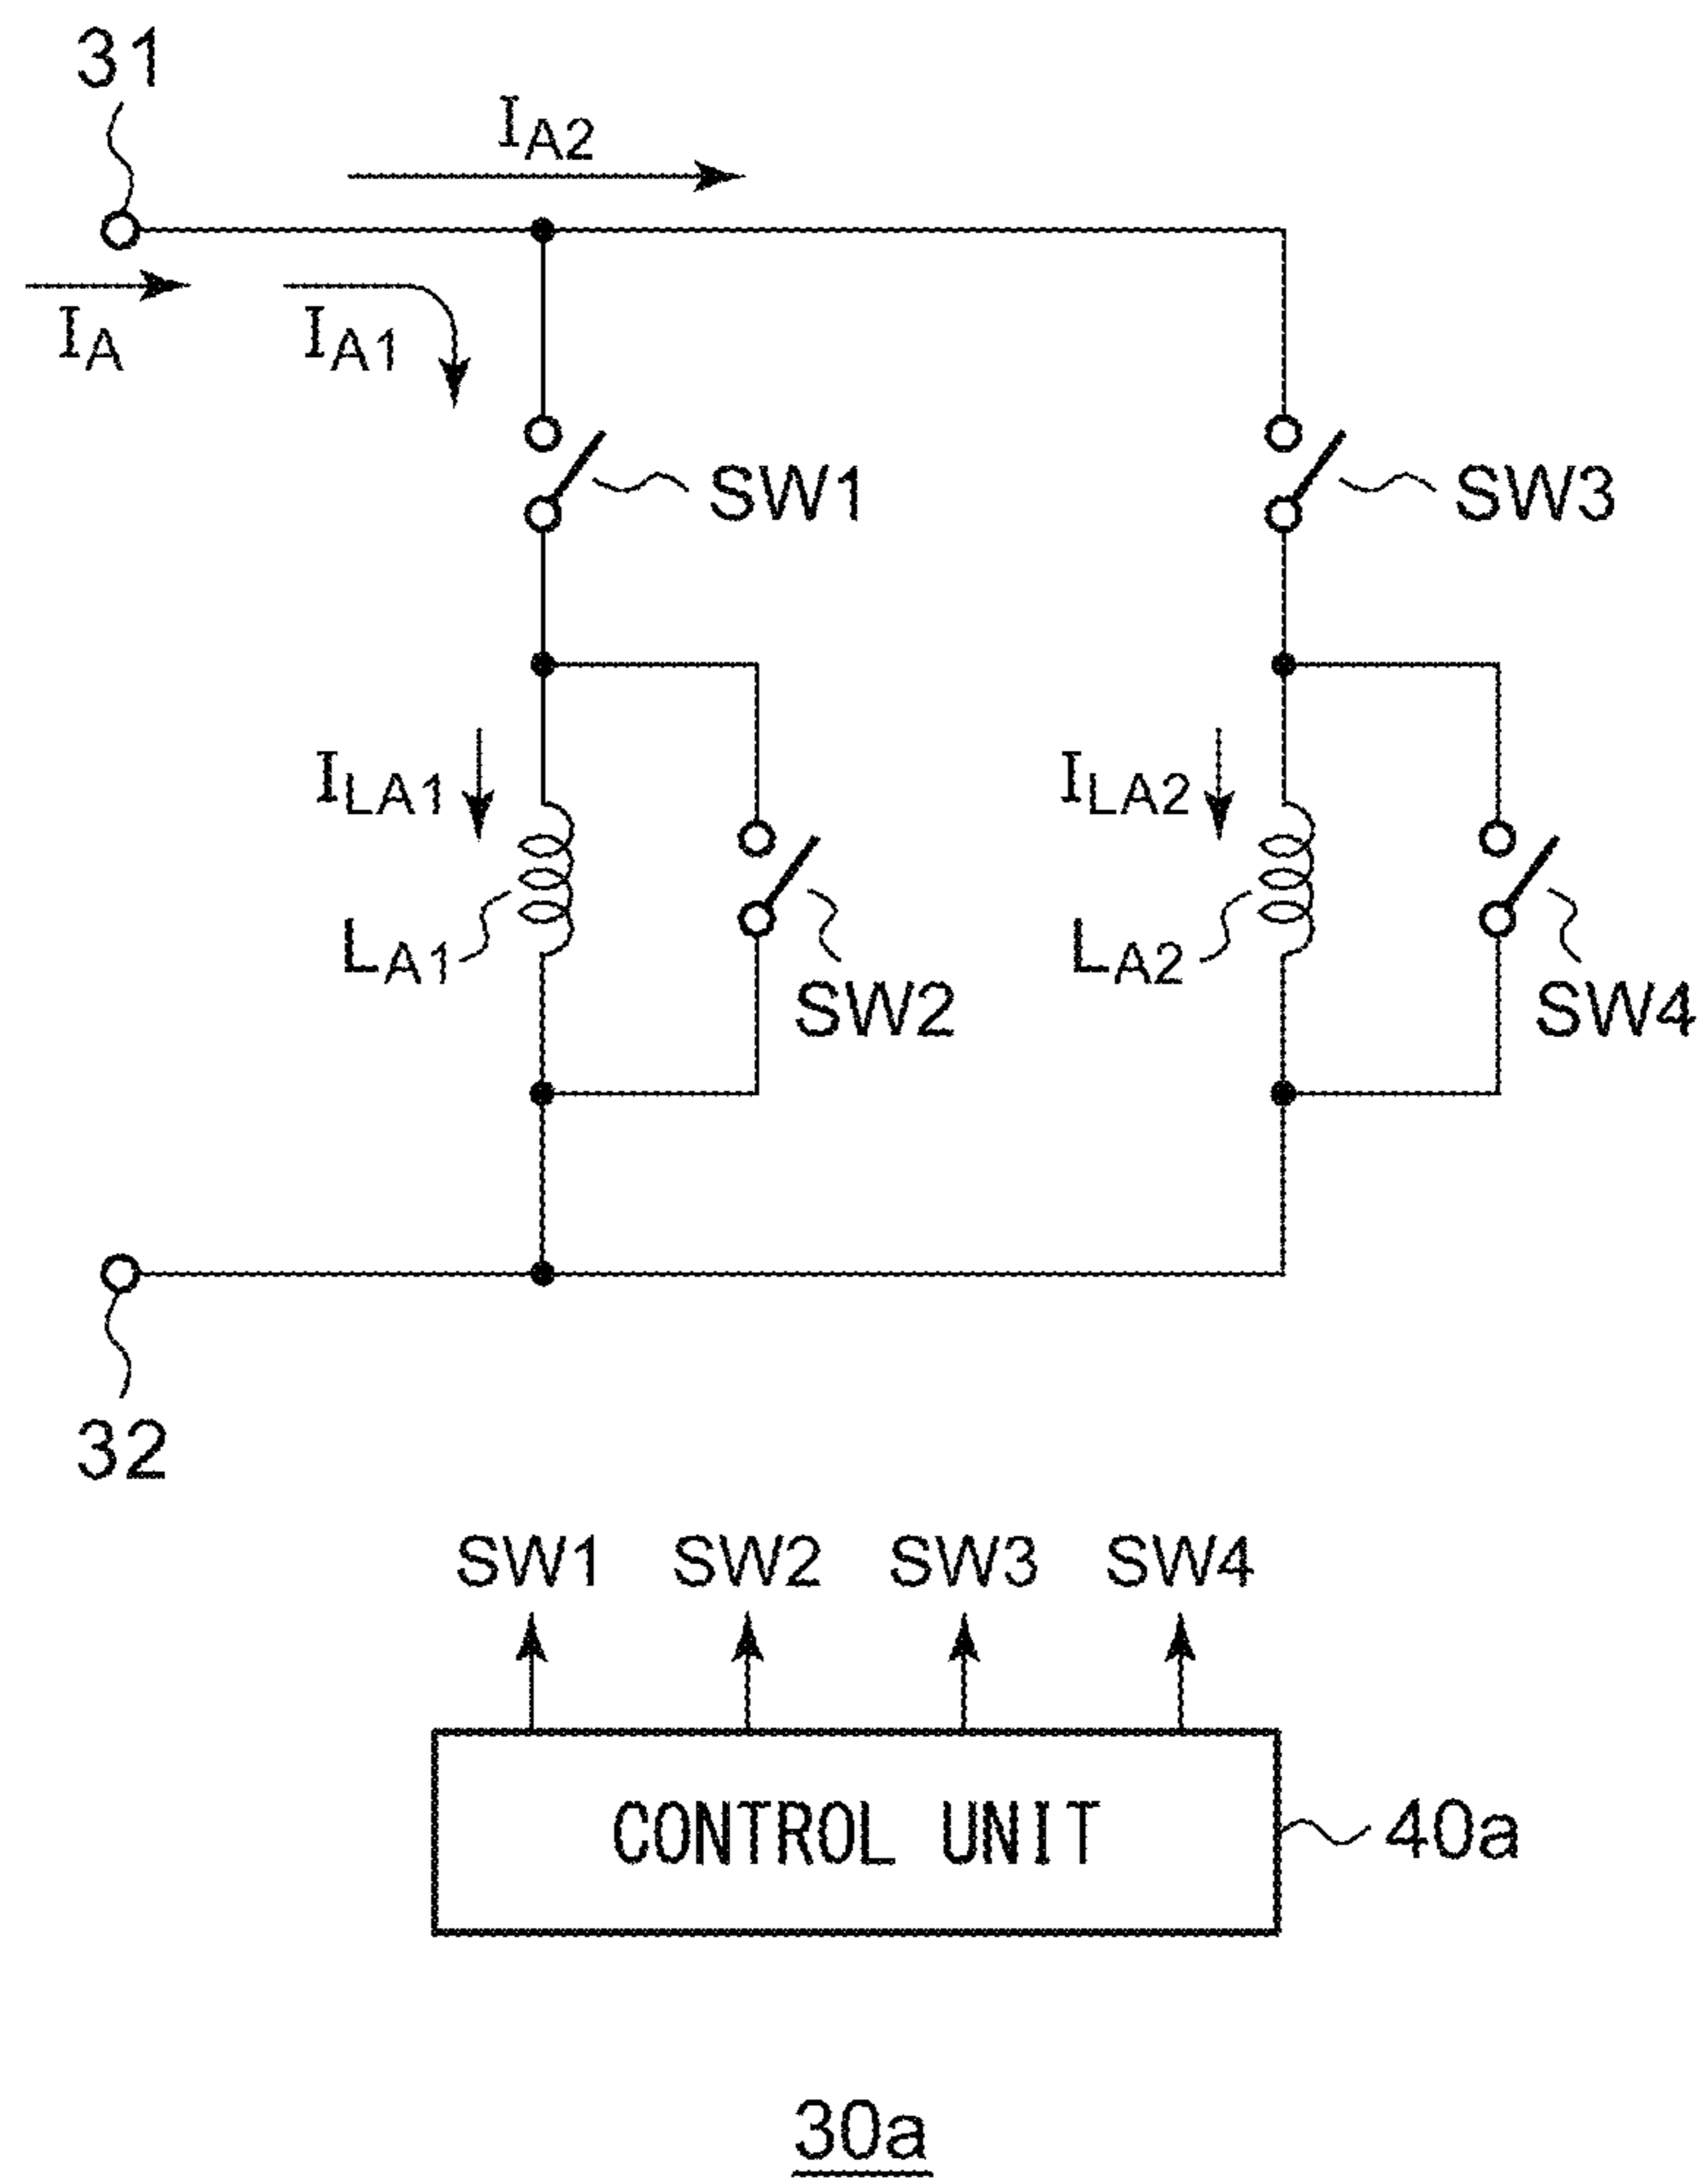 31
IA2
IA
IA1
SW1
SW3
ILA1
ILA2
LA1
LA2
SW2
SW4
32
SW1 SW2 SW3 SW4
CONTROL UNIT
40a
30a